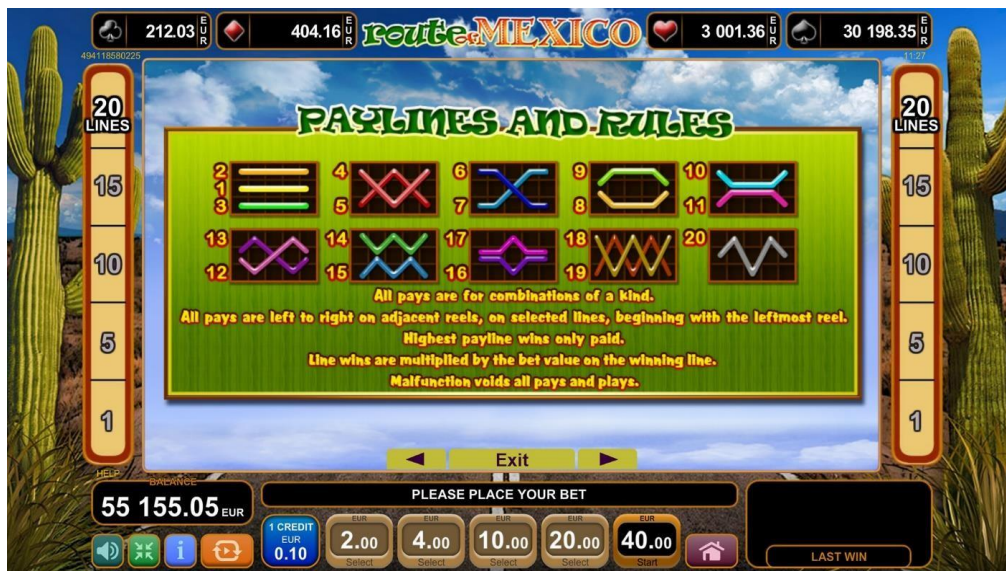 212.03 EUR
404.16 EUR
route of MEXICO
3 001.36 EUR
30 198.35 EUR
494118580225
11:27
20 LINES
15
10
5
1
PAYLINES AND RULES
2
1
3
4
5
6
7
9
8
10
11
13
12
14
15
17
16
18
19
20
All pays are for combinations of a kind.
All pays are left to right on adjacent reels, on selected lines, beginning with the leftmost reel.
Highest payline wins only paid.
Line wins are multiplied by the bet value on the winning line.
Malfunction voids all pays and plays.
20 LINES
15
10
5
1
Exit
HELP
BALANCE
55 155.05 EUR
PLEASE PLACE YOUR BET
1 CREDIT
EUR
0.10
EUR
2.00
Select
EUR
4.00
Select
EUR
10.00
Select
EUR
20.00
Select
EUR
40.00
Start
LAST WIN